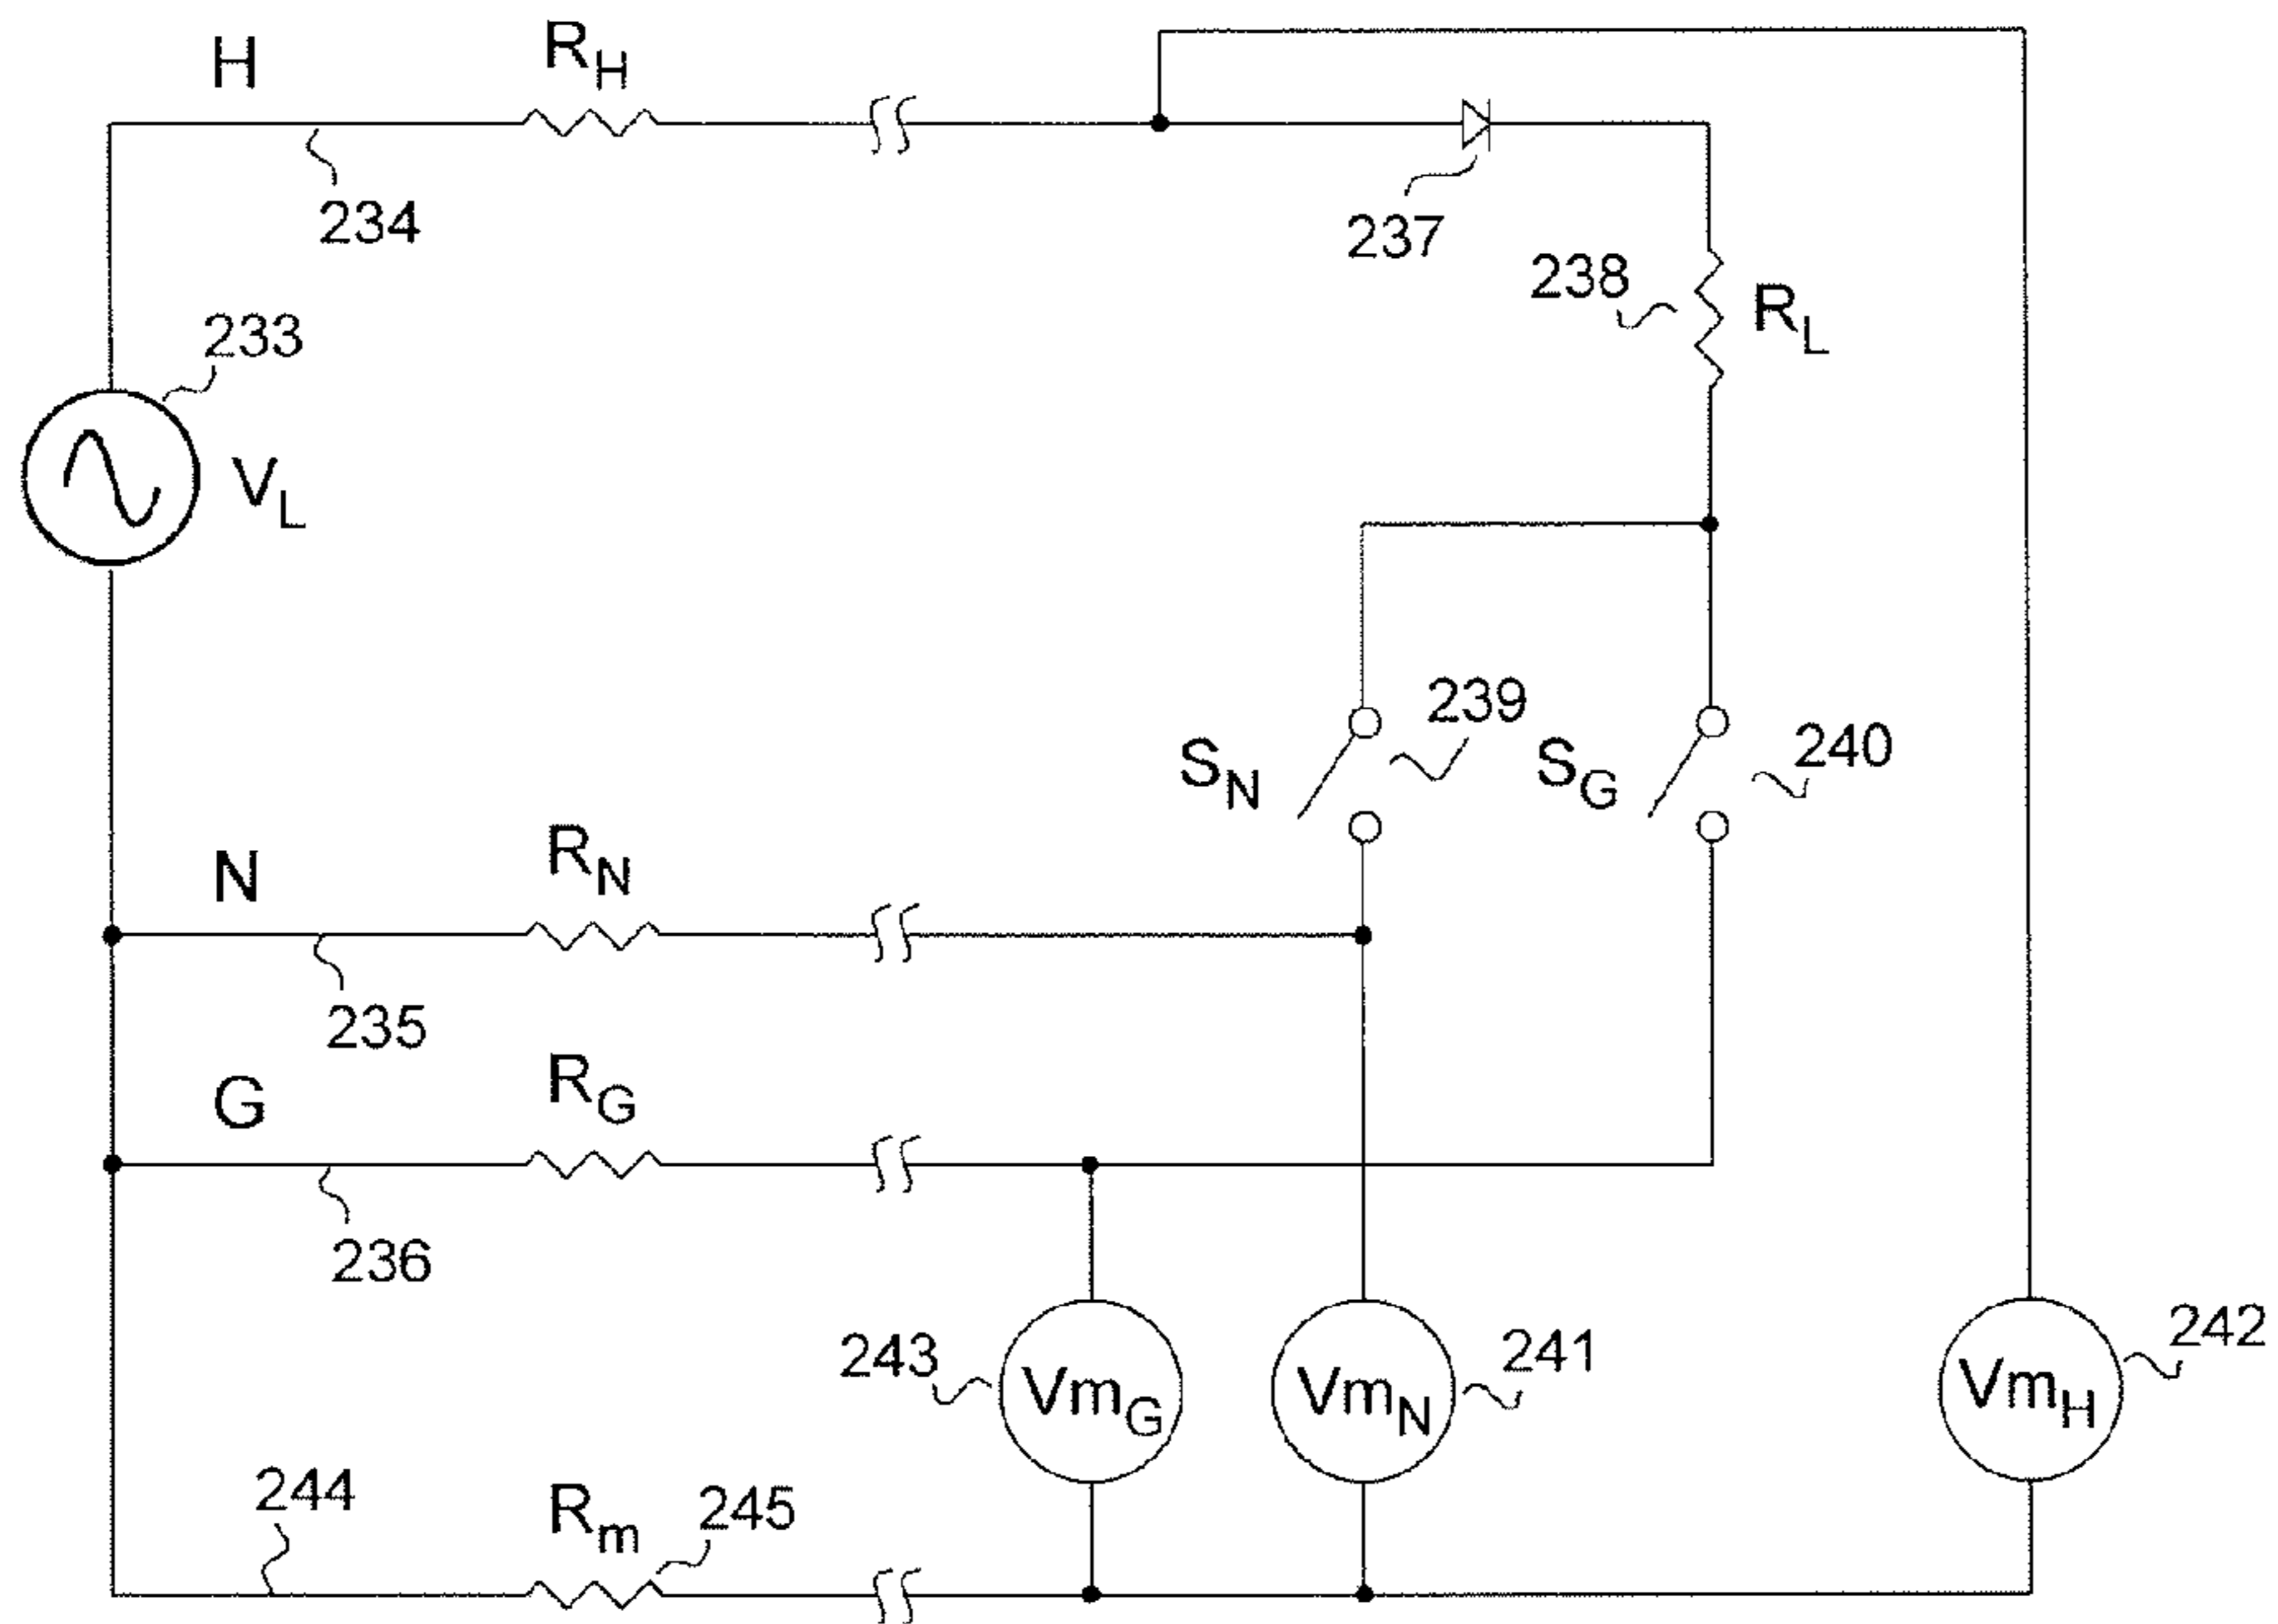 H
R_H
234
237
238
R_L
233
V_L
239
S_N
S_G
240
N
R_N
235
G
R_G
236
243
Vm_G
Vm_N
241
Vm_H
242
244
R_m
245